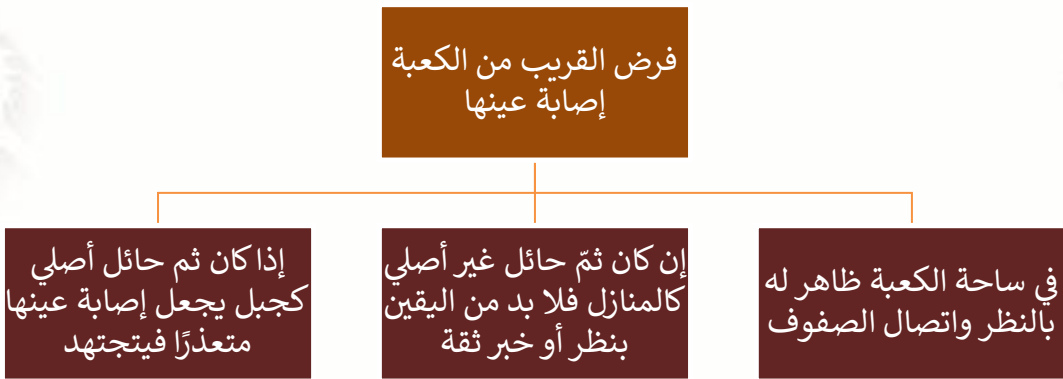 فرض القريب من الكعبة
إصابة عينها
في ساحة الكعبة ظاهر له
بالنظر واتصال الصفوف
إن كان ثمّ حائل غير أصلي
كالمنازل فلا بد من اليقين
بنظر أو خبر ثقة
إذا كان ثم حائل أصلي
كجبل يجعل إصابة عينها
متعذرًا فيتجتهد